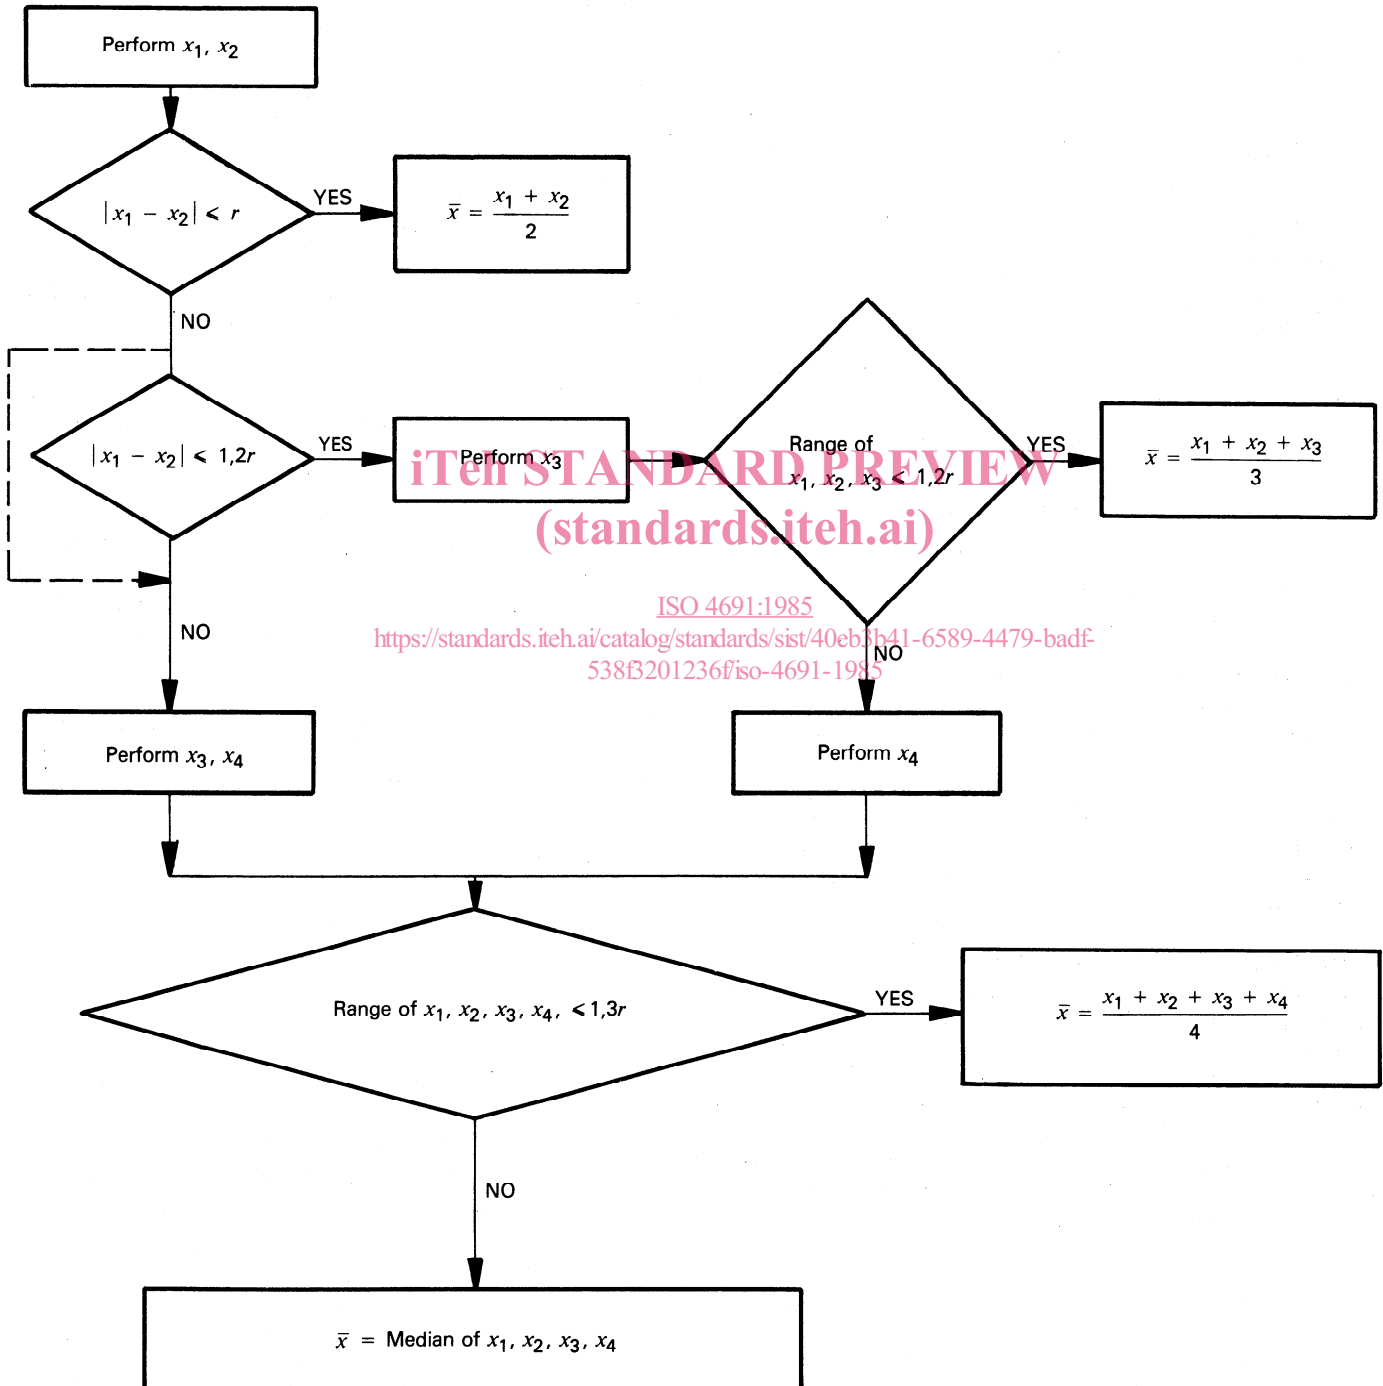 Perform x₁, x₂
|x₁ − x₂| ⩽ r
YES
x̄ = (x₁ + x₂) / 2
NO
|x₁ − x₂| ⩽ 1,2r
YES
Perform x₃
Range of
x₁, x₂, x₃ ⩽ 1,2r
YES
x̄ = (x₁ + x₂ + x₃) / 3
iTeh STANDARD PREVIEW
(standards.iteh.ai)
ISO 4691:1985
https://standards.iteh.ai/catalog/standards/sist/40eb3b41-6589-4479-badf-
538f3201236f/iso-4691-1985
NO
NO
Perform x₃, x₄
Perform x₄
Range of x₁, x₂, x₃, x₄, ⩽ 1,3r
YES
x̄ = (x₁ + x₂ + x₃ + x₄) / 4
NO
x̄ = Median of x₁, x₂, x₃, x₄